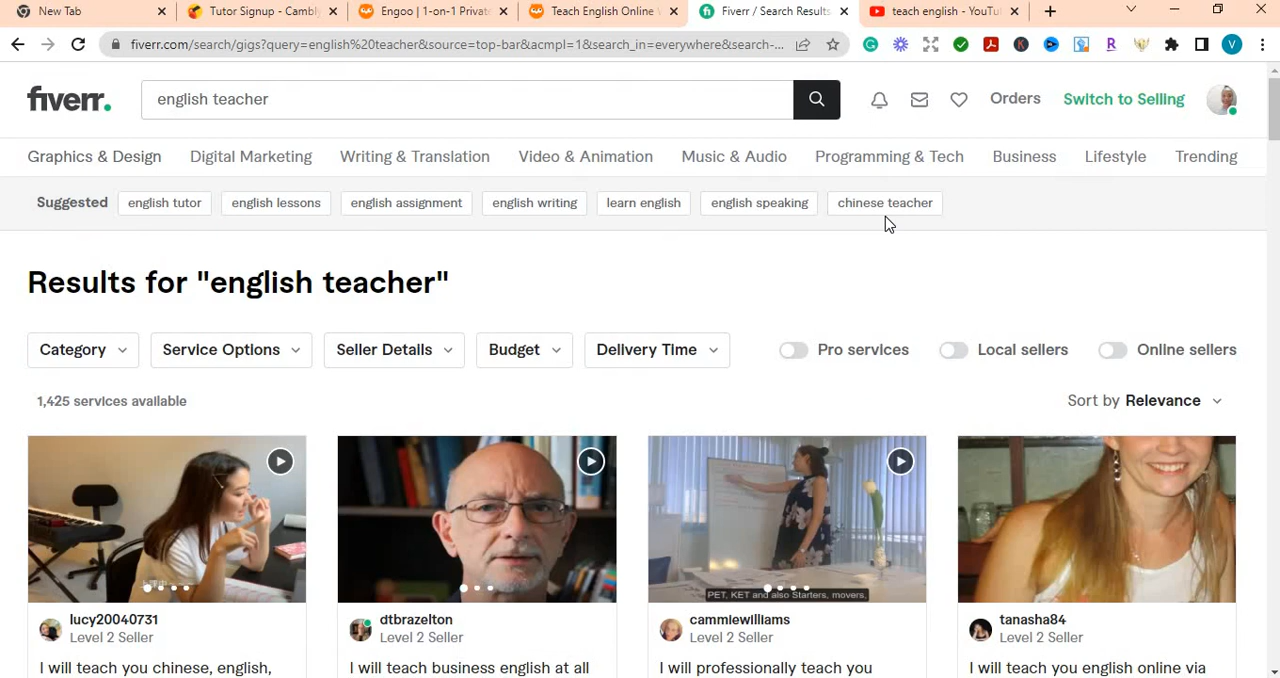 New Tab
Tutor Signup - Cambly
Engoo | 1-on-1 Private
Teach English Online
Fiverr / Search Results
teach english - YouTu
fiverr.com/search/gigs?query=english%20teacher&source=top-bar&acmpl=1&search_in=everywhere&search-...
fiverr.
english teacher
Orders
Switch to Selling
Graphics & Design
Digital Marketing
Writing & Translation
Video & Animation
Music & Audio
Programming & Tech
Business
Lifestyle
Trending
Suggested
english tutor
english lessons
english assignment
english writing
learn english
english speaking
chinese teacher
Results for "english teacher"
Category
Service Options
Seller Details
Budget
Delivery Time
Pro services
Local sellers
Online sellers
1,425 services available
Sort by Relevance
PET, KET and also Starters, movers,
lucy20040731
Level 2 Seller
I will teach you chinese, english,
dtbrazelton
Level 2 Seller
I will teach business english at all
cammiewilliams
Level 2 Seller
I will professionally teach you
tanasha84
Level 2 Seller
I will teach you english online via